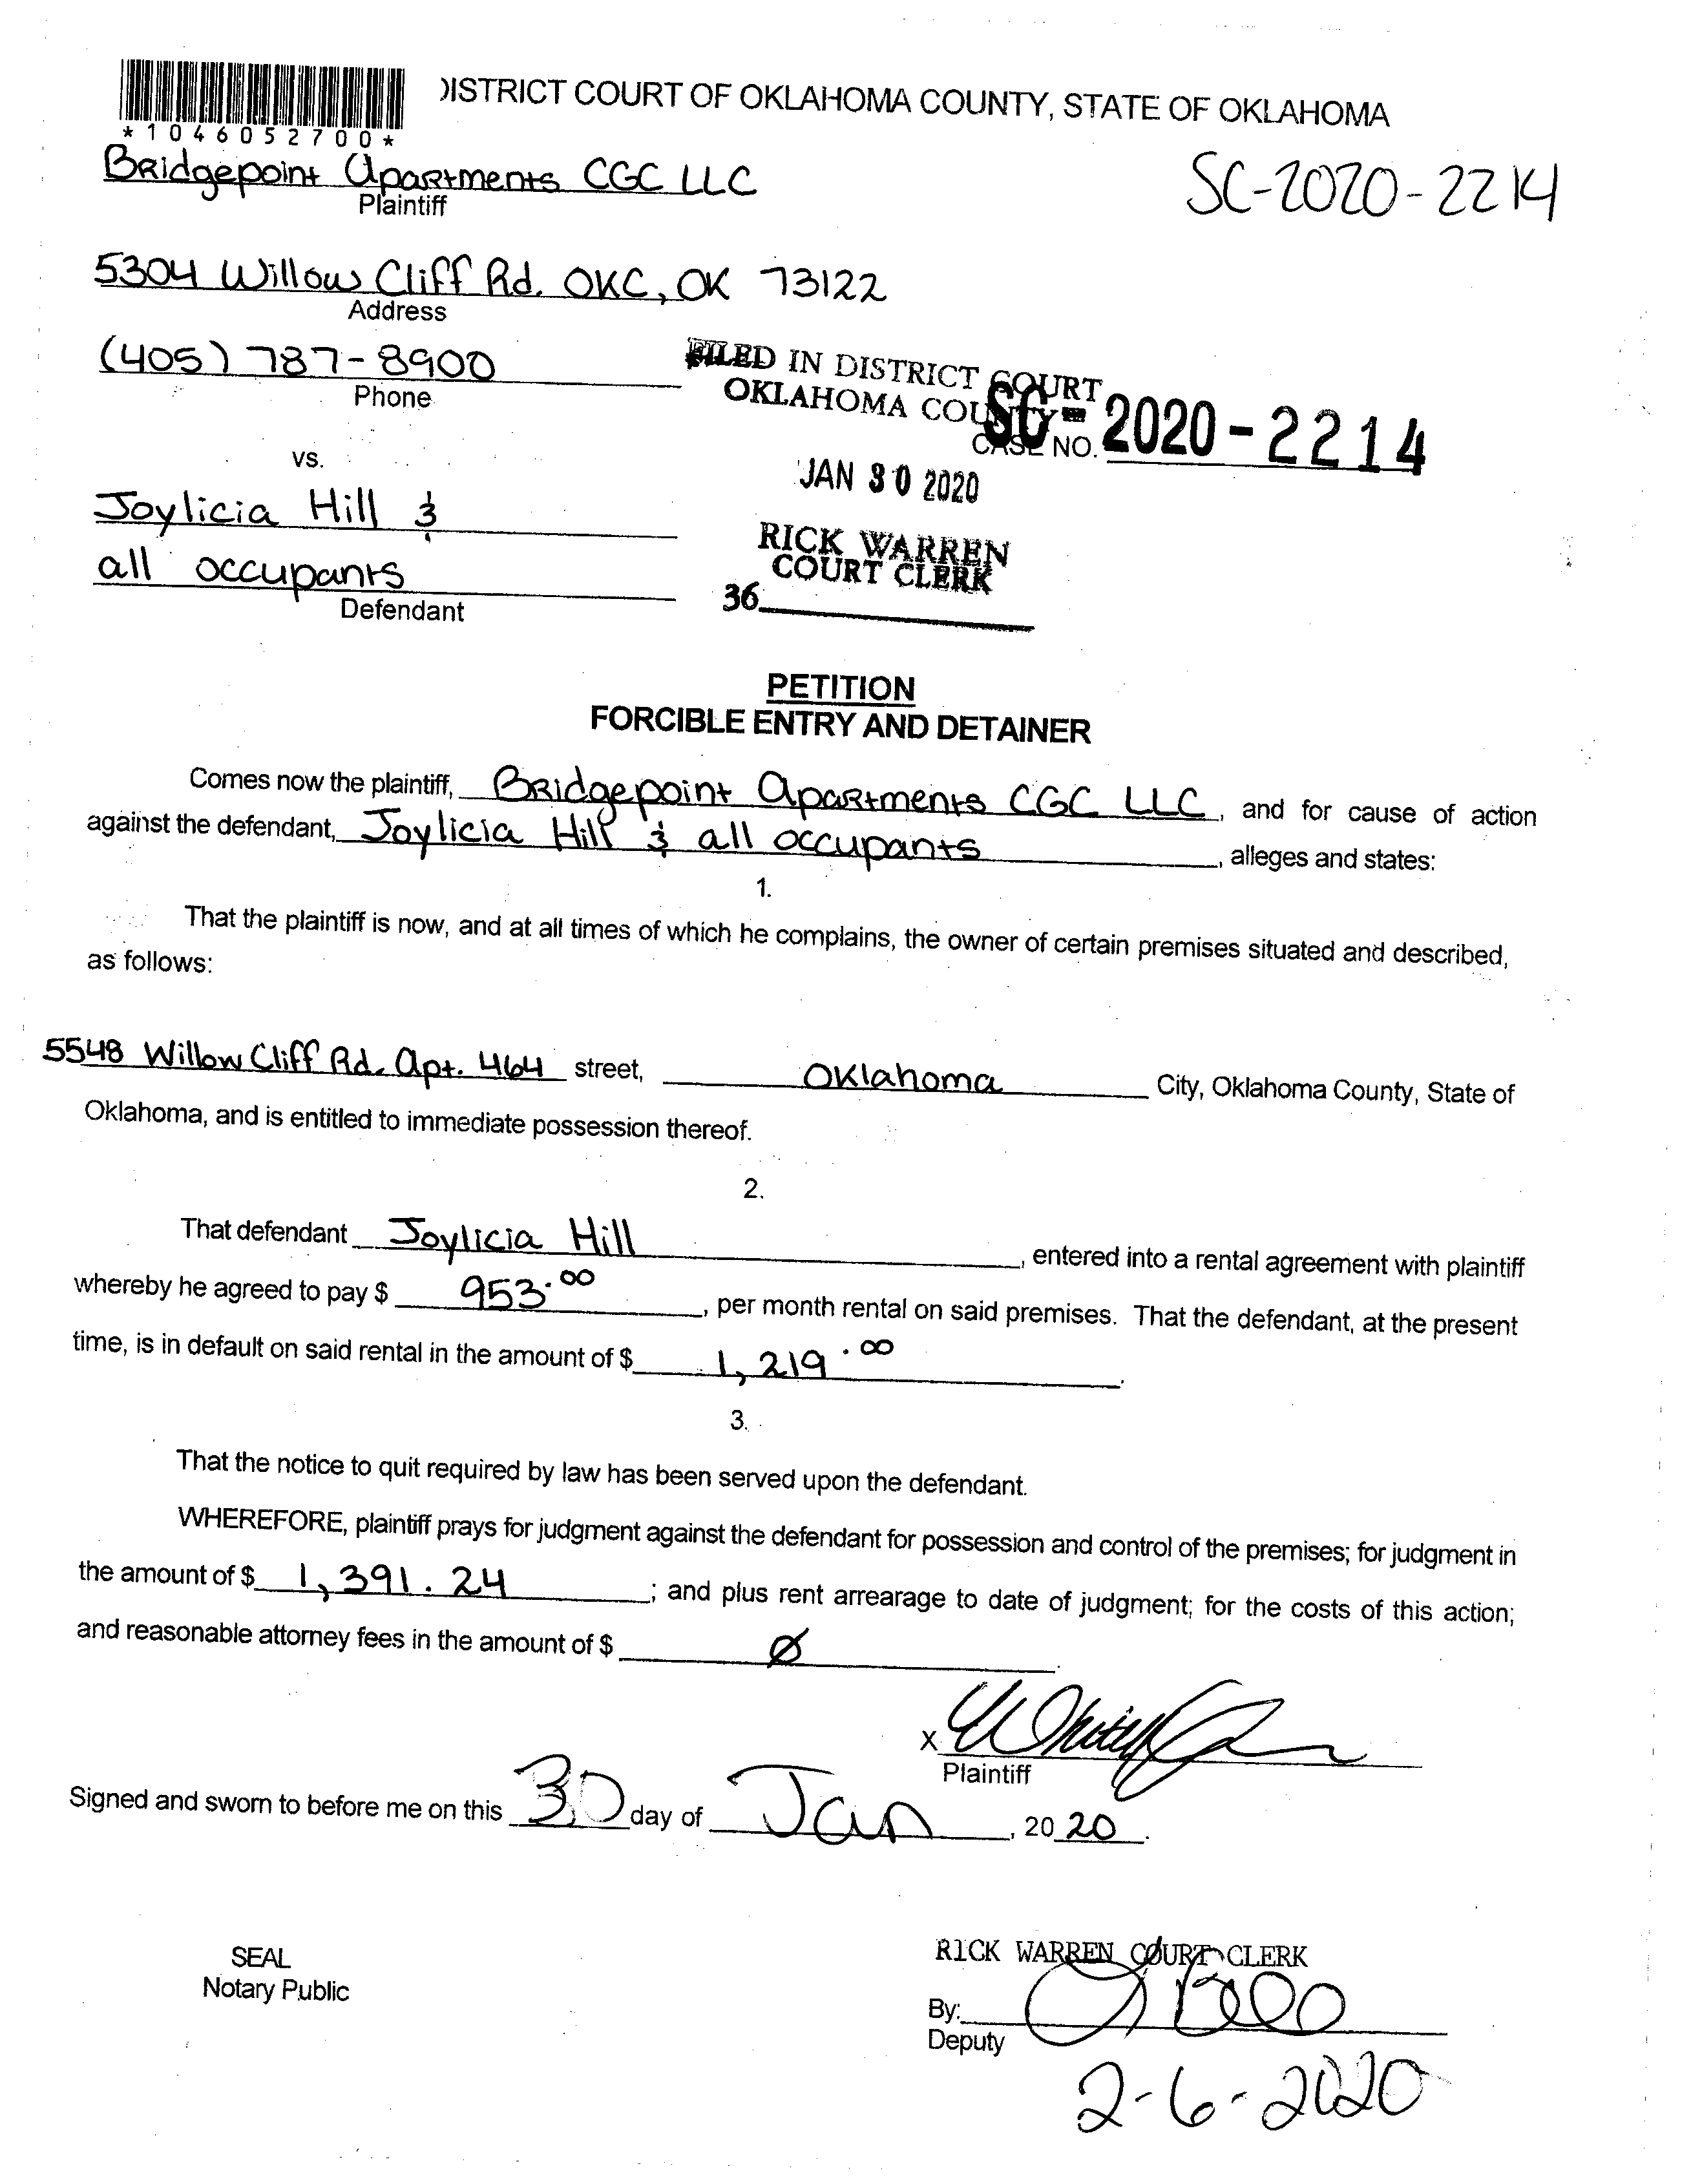 DISTRICT COURT OF OKLAHOMA COUNTY, STATE OF OKLAHOMA
*1046052700*
Bridgepoint Apartments CGC LLC
Plaintiff
SC-2020-2214
5304 Willow Cliff Rd. OKC, OK 73122
Address
(405) 787-8900
Phone
FILED IN DISTRICT COURT
OKLAHOMA COUNTY
CASE NO. SC-2020-2214
vs.
JAN 30 2020
Joylicia Hill &
all occupants
Defendant
RICK WARREN
COURT CLERK
36
PETITION
FORCIBLE ENTRY AND DETAINER
Comes now the plaintiff, Bridgepoint Apartments CGC LLC, and for cause of action
against the defendant, Joylicia Hill & all occupants, alleges and states:
1.
That the plaintiff is now, and at all times of which he complains, the owner of certain premises situated and described,
as follows:
5548 Willow Cliff Rd. Apt. 464 street, Oklahoma City, Oklahoma County, State of
Oklahoma, and is entitled to immediate possession thereof.
2.
That defendant Joylicia Hill, entered into a rental agreement with plaintiff
whereby he agreed to pay $ 953.00, per month rental on said premises. That the defendant, at the present
time, is in default on said rental in the amount of $ 1,219.00.
3.
That the notice to quit required by law has been served upon the defendant.
WHEREFORE, plaintiff prays for judgment against the defendant for possession and control of the premises; for judgment in
the amount of $ 1,391.24; and plus rent arrearage to date of judgment; for the costs of this action;
and reasonable attorney fees in the amount of $ Ø.
X
Plaintiff
Signed and sworn to before me on this 30 day of Jan, 2020.
SEAL
Notary Public
RICK WARREN COURT CLERK
By:
Deputy
2-6-2020